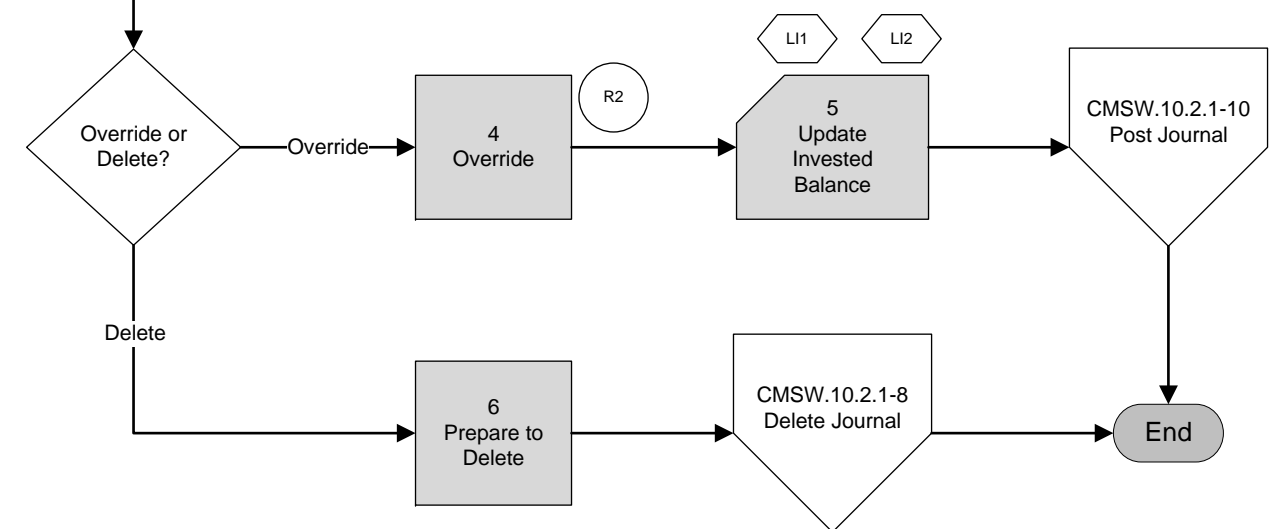 LI1
LI2
Override or
Delete?
Override
4
Override
R2
5
Update
Invested
Balance
CMSW.10.2.1-10
Post Journal
Delete
6
Prepare to
Delete
CMSW.10.2.1-8
Delete Journal
End